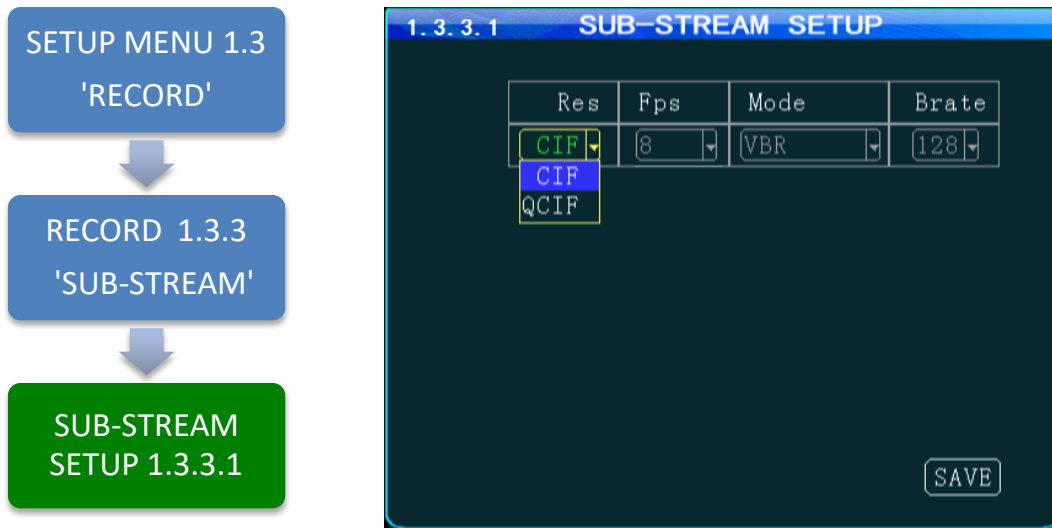 SETUP MENU 1.3
'RECORD'
RECORD 1.3.3
'SUB-STREAM'
SUB-STREAM
SETUP 1.3.3.1
1.3.3.1 SUB-STREAM SETUP
Res Fps Mode Brate
CIF 8 VBR 128
CIF
QCIF
SAVE